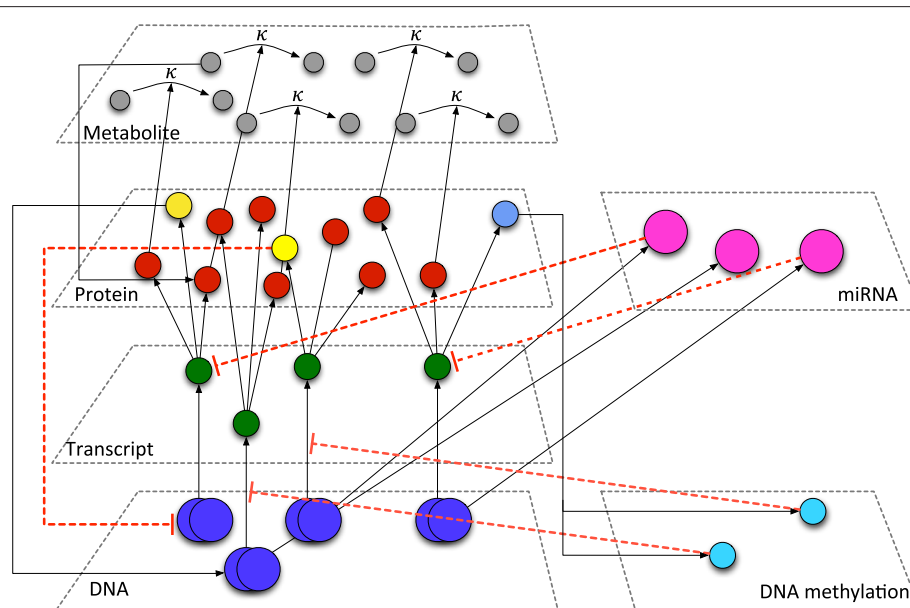 κ
κ
κ
κ
κ
Metabolite
Protein
miRNA
Transcript
DNA
DNA methylation